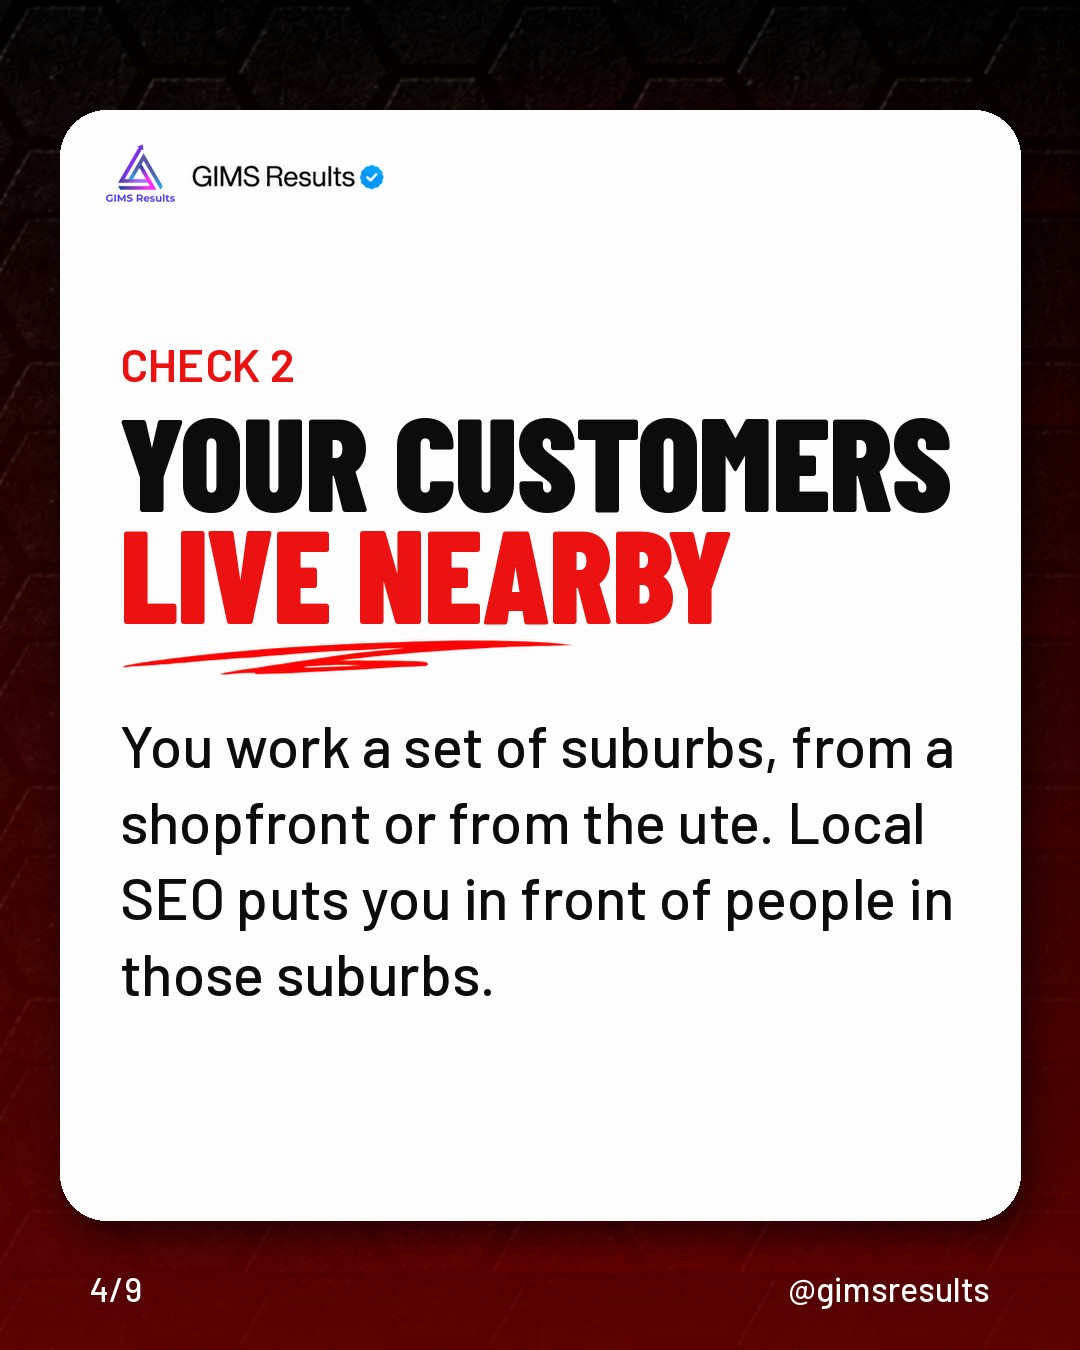 GIMS Results
GIMS Results
CHECK 2
YOUR CUSTOMERS
LIVE NEARBY
You work a set of suburbs, from a
shopfront or from the ute. Local
SEO puts you in front of people in
those suburbs.
4/9
@gimsresults